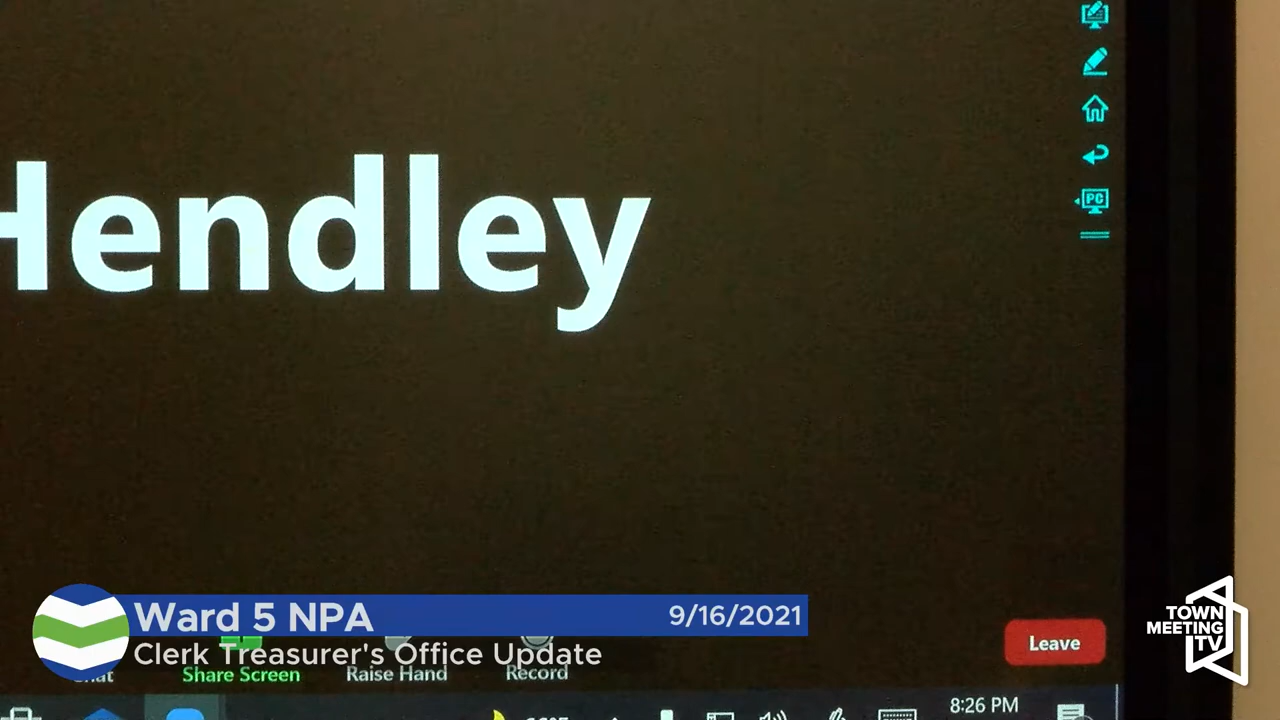 Hendley
PC
Ward 5 NPA
9/16/2021
Clerk Treasurer's Office Update
Share Screen
Raise Hand
Record
Leave
TOWN
MEETING
TV
8:26 PM